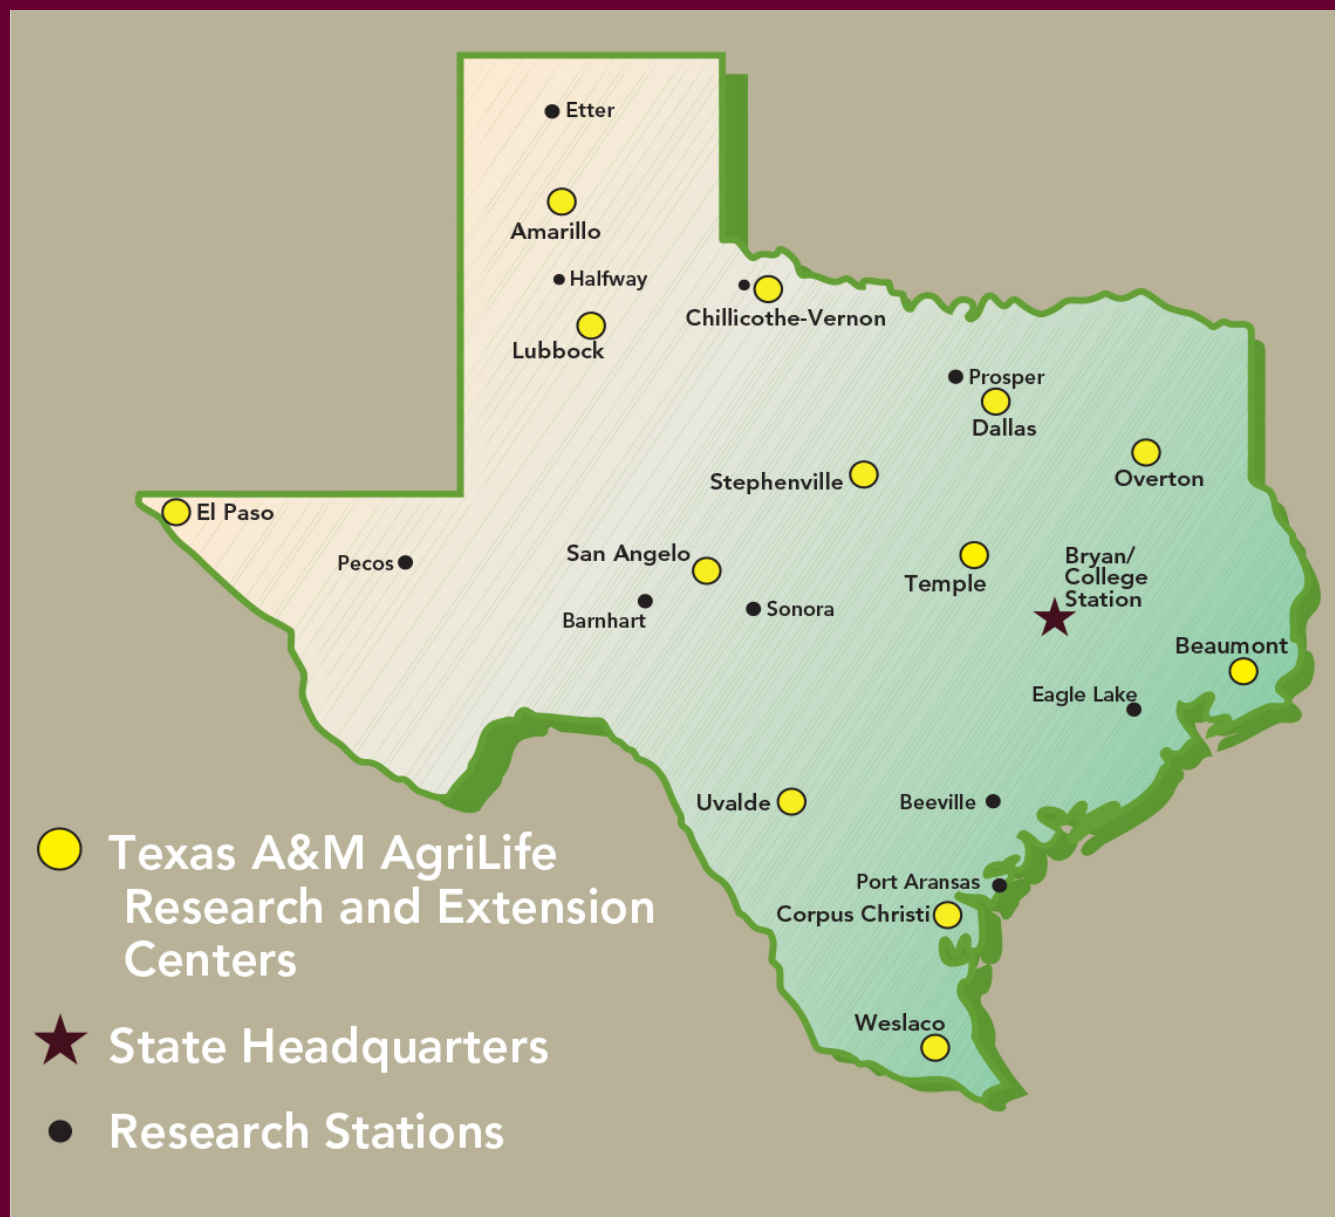 Etter
Amarillo
Halfway
Chillicothe-Vernon
Lubbock
Prosper
Dallas
Overton
Stephenville
El Paso
Pecos
San Angelo
Barnhart
Sonora
Temple
Bryan/
College
Station
Beaumont
Eagle Lake
Uvalde
Beeville
Port Aransas
Corpus Christi
Weslaco
Texas A&M AgriLife
Research and Extension
Centers
State Headquarters
Research Stations